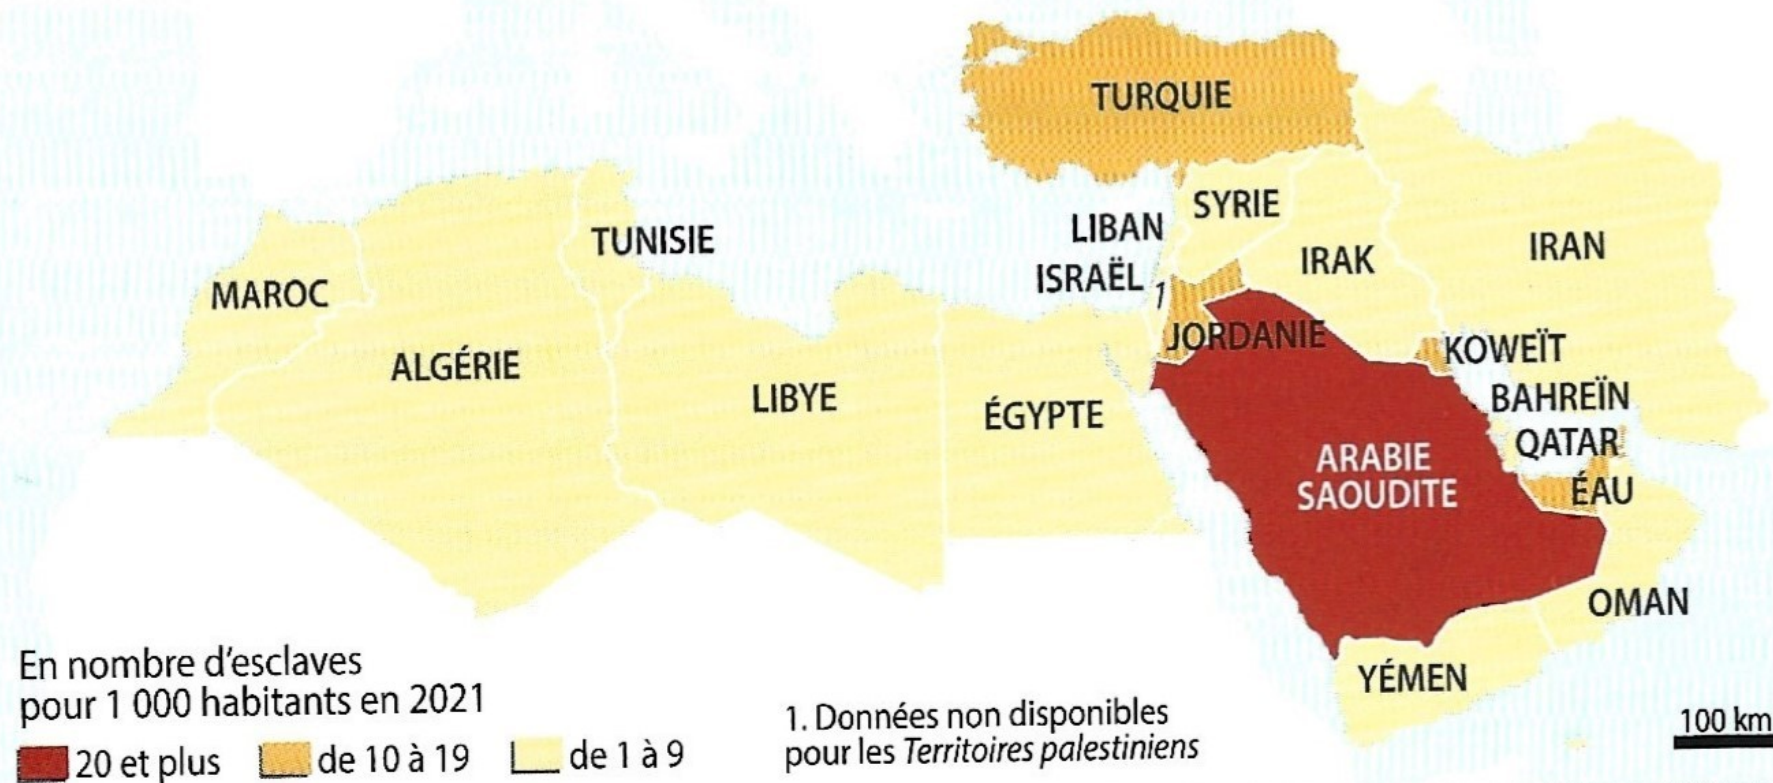 TURQUIE
SYRIE
LIBAN
TUNISIE
IRAK
IRAN
ISRAËL
1
MAROC
JORDANIE
KOWEÏT
ALGÉRIE
LIBYE
BAHREÏN
ÉGYPTE
QATAR
ARABIE
SAOUDITE
ÉAU
OMAN
YÉMEN
En nombre d'esclaves
pour 1 000 habitants en 2021
20 et plus
de 10 à 19
de 1 à 9
1. Données non disponibles
pour les Territoires palestiniens
100 km